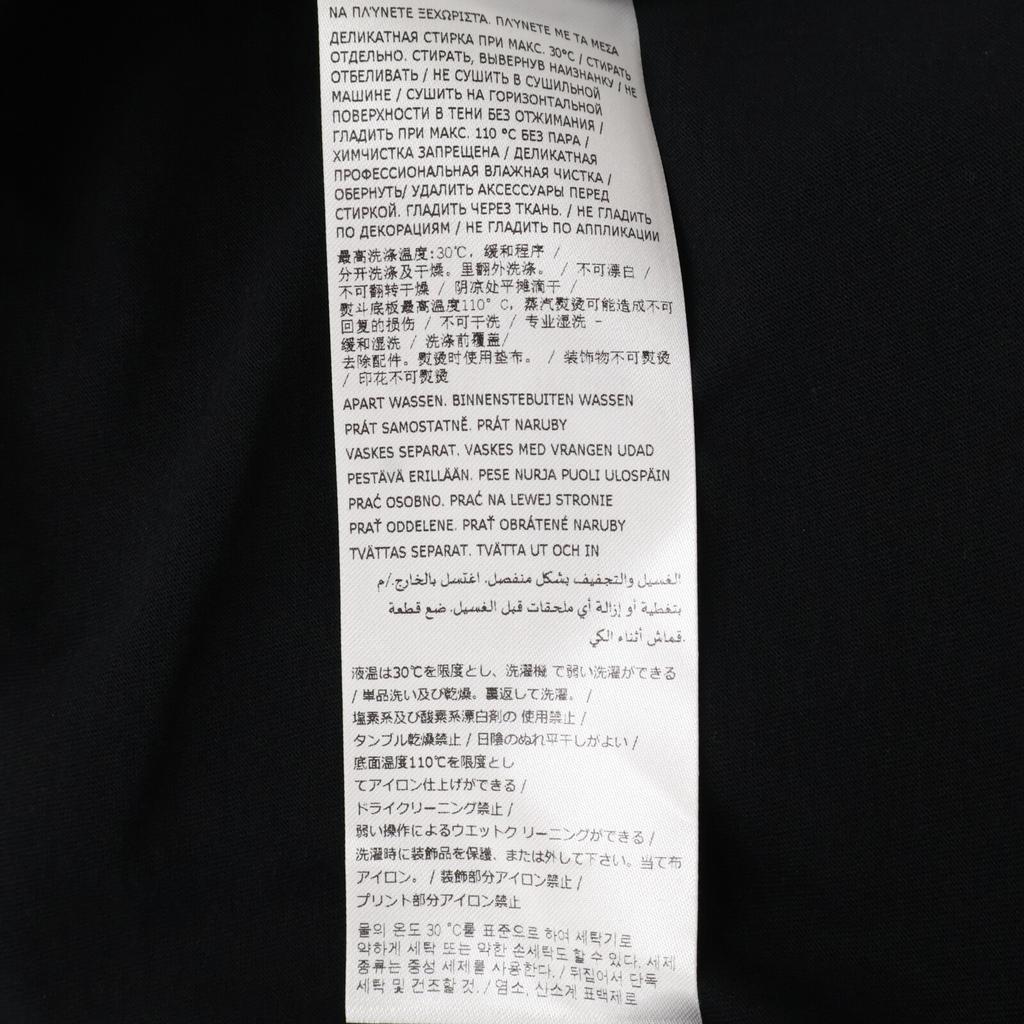 ΝΑ ΠΛΎΝΕΤΕ ΞΕΧΩΡΙΣΤΆ. ΠΛΎΝΕΤΕ ΜΕ ΤΑ ΜΕΣΑ
ДЕЛИКАТНАЯ СТИРКА ПРИ МАКС. 30°C / СТИРАТЬ
ОТДЕЛЬНО. СТИРАТЬ, ВЫВЕРНУВ НАИЗНАНКУ / НЕ
ОТБЕЛИВАТЬ / НЕ СУШИТЬ В СУШИЛЬНОЙ
МАШИНЕ / СУШИТЬ НА ГОРИЗОНТАЛЬНОЙ
ПОВЕРХНОСТИ В ТЕНИ БЕЗ ОТЖИМАНИЯ /
ГЛАДИТЬ ПРИ МАКС. 110 °C БЕЗ ПАРА /
ХИМЧИСТКА ЗАПРЕЩЕНА / ДЕЛИКАТНАЯ
ПРОФЕССИОНАЛЬНАЯ ВЛАЖНАЯ ЧИСТКА /
ОБЕРНУТЬ/ УДАЛИТЬ АКСЕССУАРЫ ПЕРЕД
СТИРКОЙ. ГЛАДИТЬ ЧЕРЕЗ ТКАНЬ. / НЕ ГЛАДИТЬ
ПО ДЕКОРАЦИЯМ / НЕ ГЛАДИТЬ ПО АППЛИКАЦИИ
最高洗涤温度:30℃, 缓和程序 /
分开洗涤及干燥。里翻外洗涤。 / 不可漂白 /
不可翻转干燥 / 阴凉处平摊滴干 /
熨斗底板最高温度110° C, 蒸汽熨烫可能造成不可
回复的损伤 / 不可干洗 / 专业湿洗 -
缓和湿洗 / 洗涤前覆盖/
去除配件。熨烫时使用垫布。 / 装饰物不可熨烫
/ 印花不可熨烫
APART WASSEN. BINNENSTEBUITEN WASSEN
PRÁT SAMOSTATNĚ. PRÁT NARUBY
VASKES SEPARAT. VASKES MED VRANGEN UDAD
PESTÄVÄ ERILLÄÄN. PESE NURJA PUOLI ULOSPÄIN
PRAĆ OSOBNO. PRAĆ NA LEWEJ STRONIE
PRAŤ ODDELENE. PRAŤ OBRÁTENÉ NARUBY
TVÄTTAS SEPARAT. TVÄTTA UT OCH IN
الغسيل والتجفيف بشكل منفصل. اغتسل بالخارج./م
بتغطية أو إزالة أي ملحقات قبل الغسيل. ضع قطعة
قماش أثناء الكي.
液温は30℃を限度とし、洗濯機 で弱い洗濯ができる
/ 単品洗い及び乾燥。裏返して洗濯。 /
塩素系及び酸素系漂白剤の 使用禁止 /
タンブル乾燥禁止 / 日陰のぬれ平干しがよい /
底面温度110℃を限度とし
てアイロン仕上げができる /
ドライクリーニング禁止 /
弱い操作によるウエットク リーニングができる /
洗濯時に装飾品を保護、または外して下さい。当て布
アイロン。 / 装飾部分アイロン禁止 /
プリント部分アイロン禁止
물의 온도 30 ℃를 표준으로 하여 세탁기로
약하게 세탁 또는 약한 손세탁도 할 수 있다. 세제
종류는 중성 세제를 사용한다. / 뒤집어서 단독
세탁 및 건조할 것. / 염소, 산소계 표백제로